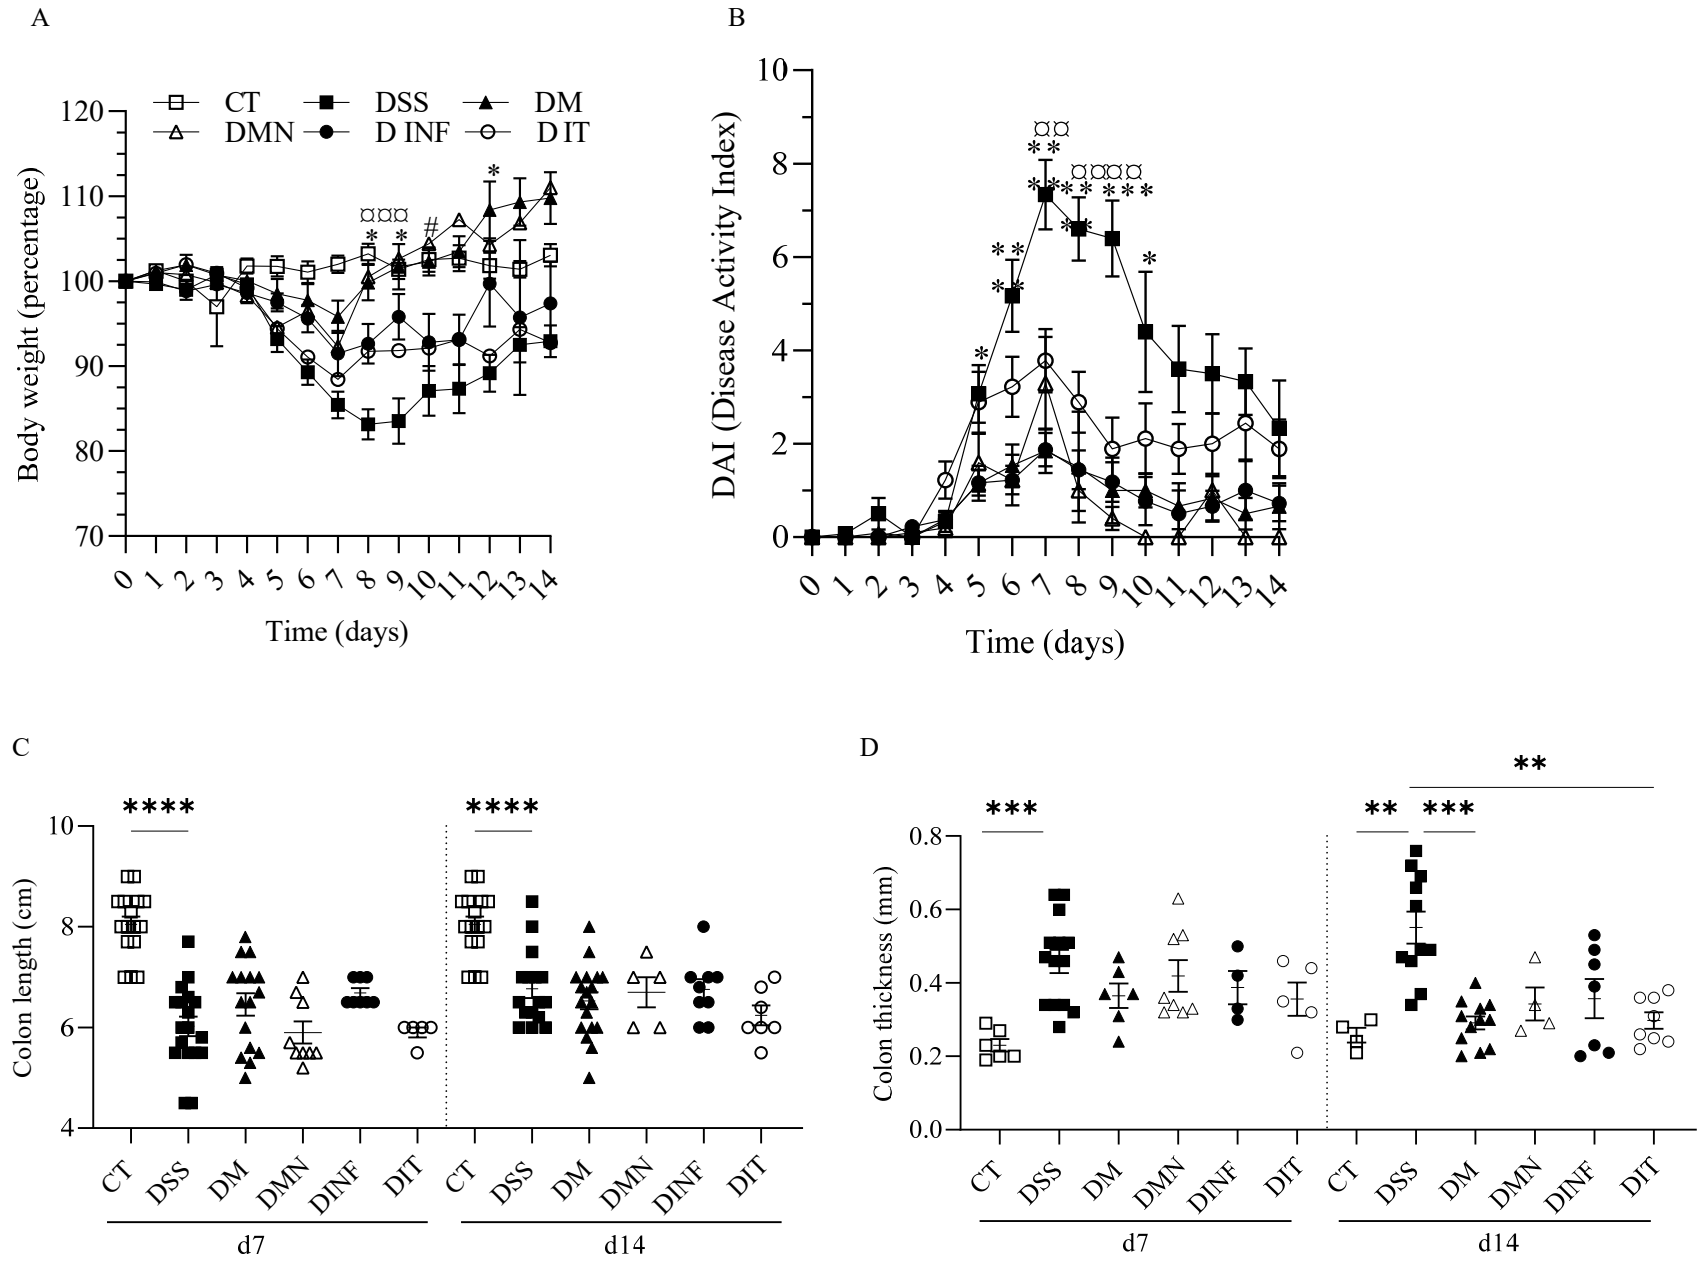 A
CT DSS DM
DMN D INF D IT
Body weight (percentage)
120
110
100
90
80
70
*
¤¤¤
* *
#
0 1 2 3 4 5 6 7 8 9 10 11 12 13 14
Time (days)
B
DAI (Disease Activity Index)
10
8
6
4
2
0
¤¤
**
**
¤¤¤¤
**
**
***
**
**
*
*
0 1 2 3 4 5 6 7 8 9 10 11 12 13 14
Time (days)
C
Colon length (cm)
10
8
6
4
**** ****
CT DSS DM DMN DINF DIT CT DSS DM DMN DINF DIT
d7 d14
D
Colon thickness (mm)
0.8
0.6
0.4
0.2
0.0
**
*** ** ***
CT DSS DM DMN DINF DIT CT DSS DM DMN DINF DIT
d7 d14